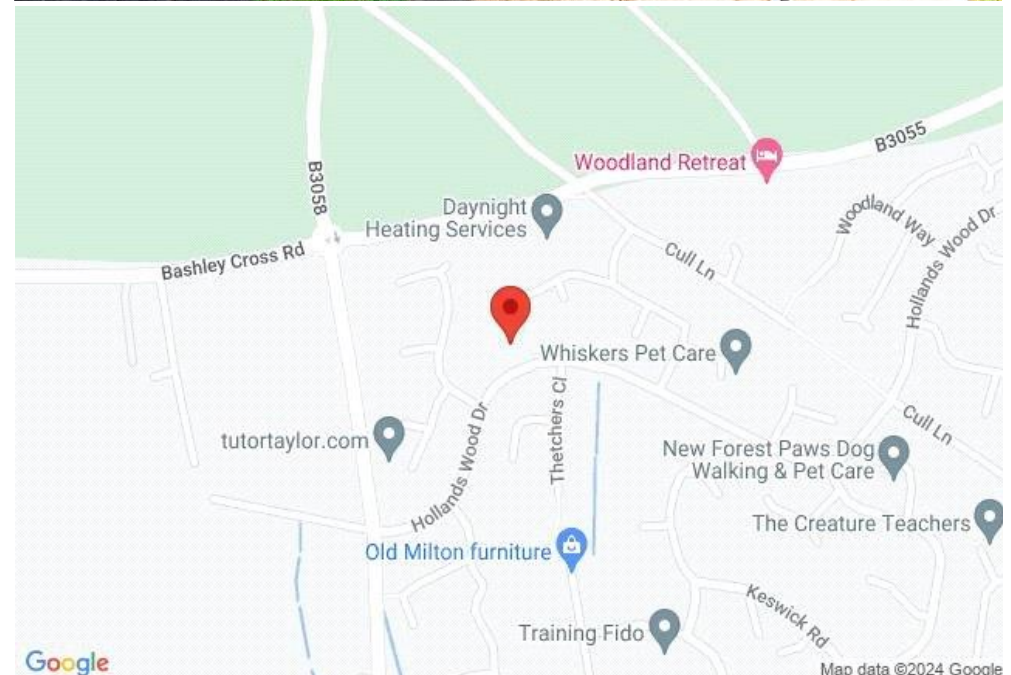 B3055
Woodland Retreat
B3058
Daynight
Heating Services
Woodland Way
Hollands Wood Dr
Bashley Cross Rd
Cull Ln
Whiskers Pet Care
Thetchers Cl
Hollands Wood Dr
tutortaylor.com
Cull Ln
New Forest Paws Dog
Walking & Pet Care
The Creature Teachers
Old Milton furniture
Keswick Rd
Training Fido
Google
Map data ©2024 Google